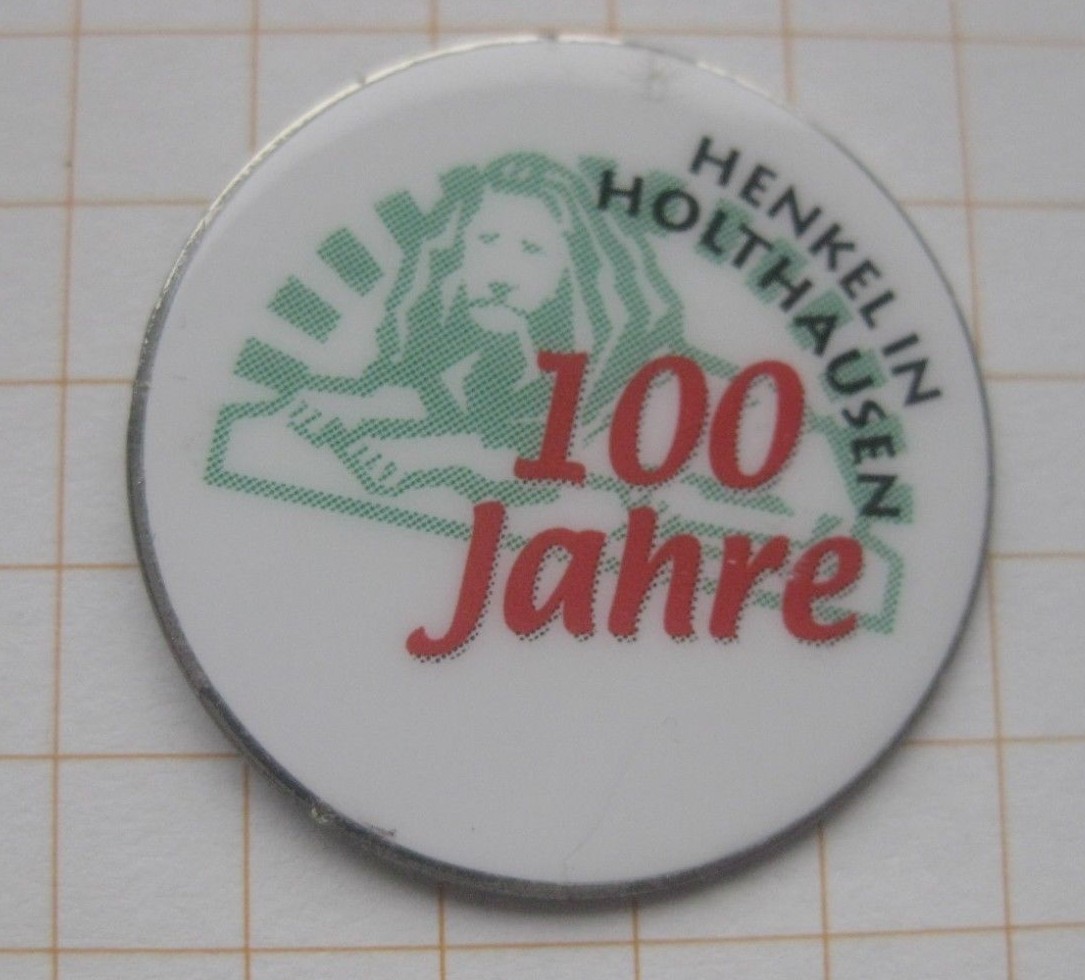 HENKEL IN
HOLTHAUSEN
100
Jahre